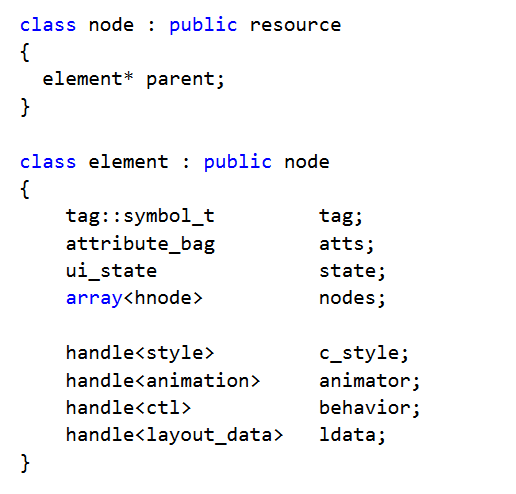 class node : public resource
{
  element* parent;
}

class element : public node
{
    tag::symbol_t         tag;
    attribute_bag         atts;
    ui_state              state;
    array<hnode>          nodes;

    handle<style>         c_style;
    handle<animation>     animator;
    handle<ctl>           behavior;
    handle<layout_data>   ldata;
}